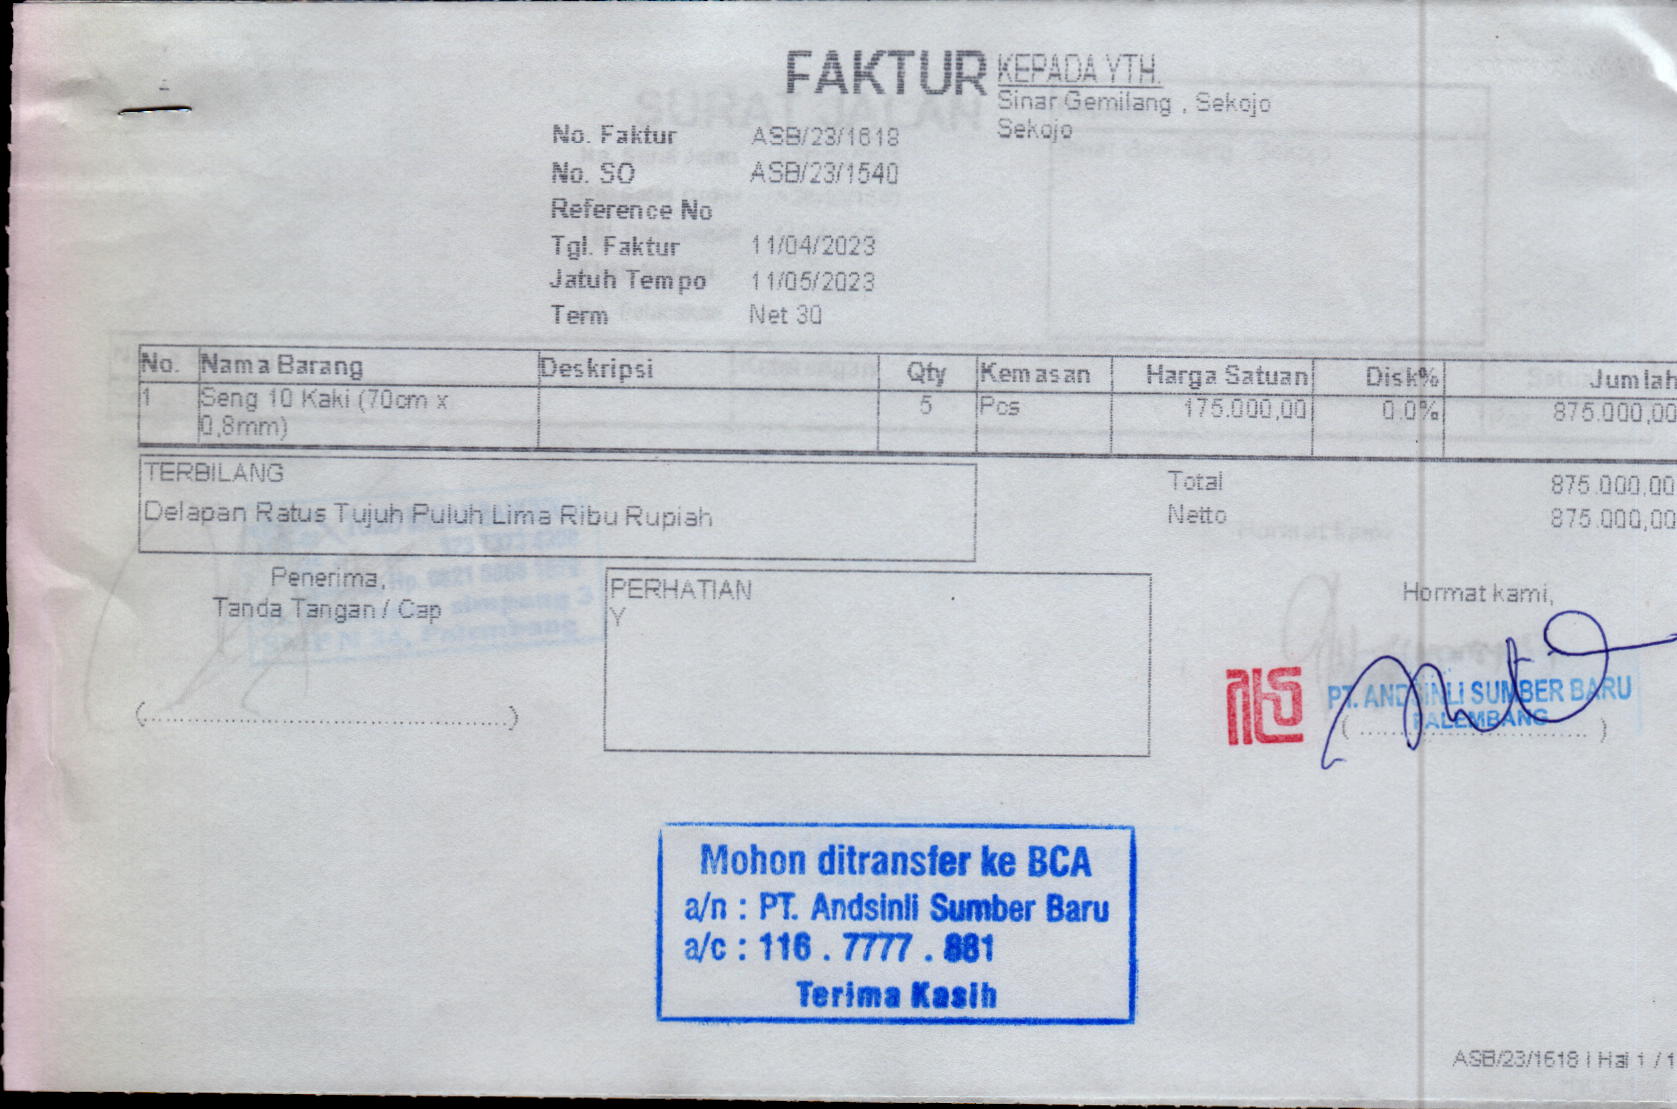 FAKTUR
KEPADA YTH.
Sinar Gemilang , Sekojo
Sekojo
No. Faktur ASB/23/1618
No. SO ASB/23/1540
Reference No
Tgl. Faktur 11/04/2023
Jatuh Tempo 11/05/2023
Term Net 30
No. Nama Barang Deskripsi Qty Kemasan Harga Satuan Disk% Jumlah
1 Seng 10 Kaki (70cm x 5 Pcs 175.000,00 0.0% 875.000,00
0,8mm)
TERBILANG
Delapan Ratus Tujuh Puluh Lima Ribu Rupiah
Total 875.000,00
Netto 875.000,00
Penerima,
Tanda Tangan / Cap
(..........)
PERHATIAN
Y
Hormat kami,
PT. ANDSINLI SUMBER BARU
PALEMBANG
(..........)
Mohon ditransfer ke BCA
a/n : PT. Andsinli Sumber Baru
a/c : 116 . 7777 . 881
Terima Kasih
ASB/23/1618 | Hal 1 / 1